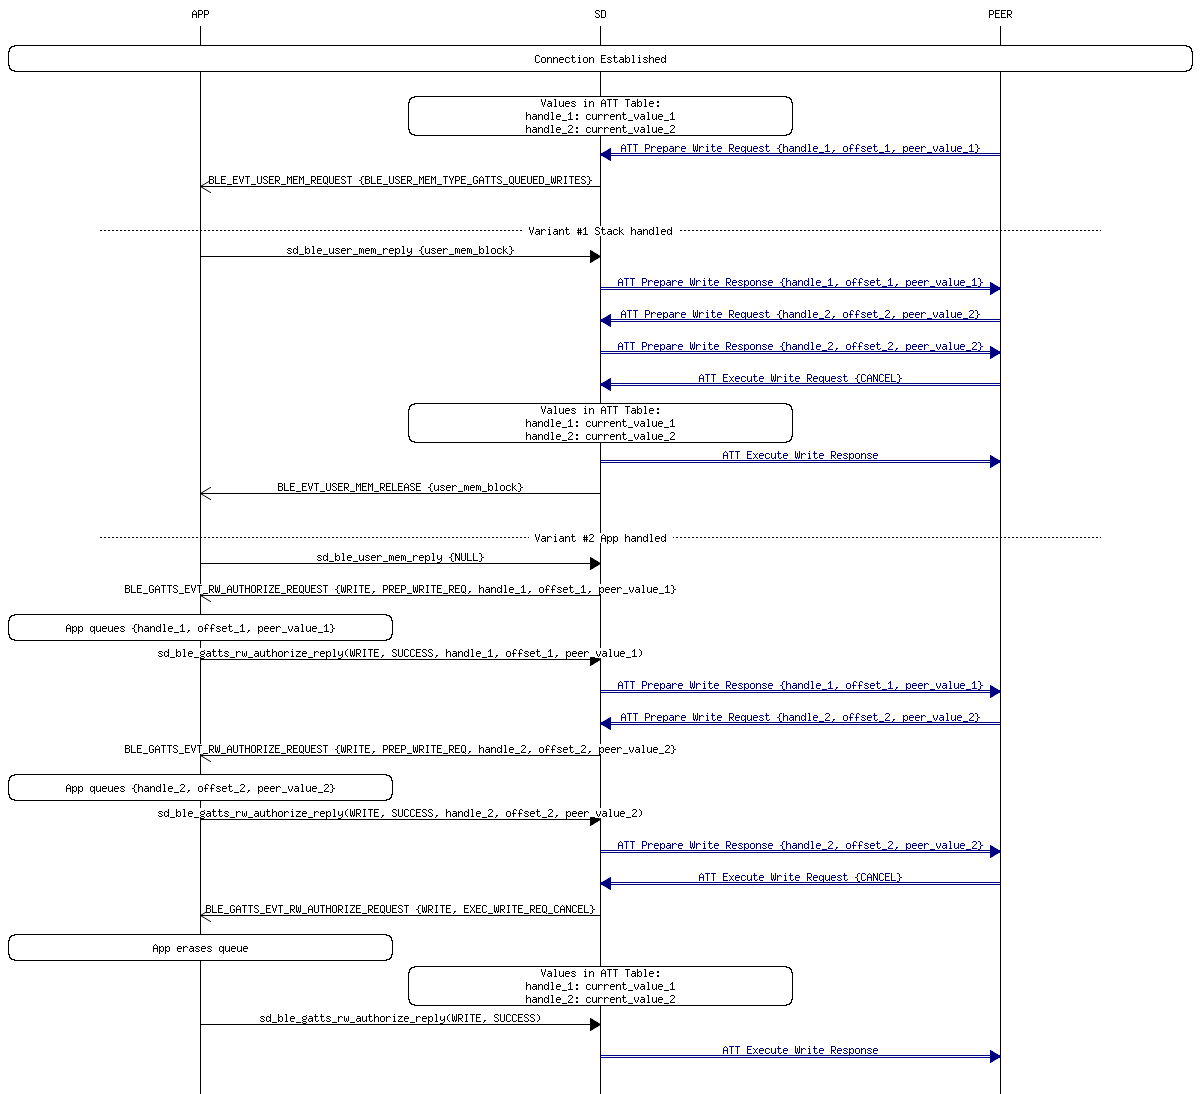 APP SD PEER
Connection Established
Values in ATT Table:
handle_1: current_value_1
handle_2: current_value_2
ATT Prepare Write Request {handle_1, offset_1, peer_value_1}
BLE_EVT_USER_MEM_REQUEST {BLE_USER_MEM_TYPE_GATTS_QUEUED_WRITES}
Variant #1 Stack handled
sd_ble_user_mem_reply {user_mem_block}
ATT Prepare Write Response {handle_1, offset_1, peer_value_1}
ATT Prepare Write Request {handle_2, offset_2, peer_value_2}
ATT Prepare Write Response {handle_2, offset_2, peer_value_2}
ATT Execute Write Request {CANCEL}
Values in ATT Table:
handle_1: current_value_1
handle_2: current_value_2
ATT Execute Write Response
BLE_EVT_USER_MEM_RELEASE {user_mem_block}
Variant #2 App handled
sd_ble_user_mem_reply {NULL}
BLE_GATTS_EVT_RW_AUTHORIZE_REQUEST {WRITE, PREP_WRITE_REQ, handle_1, offset_1, peer_value_1}
App queues {handle_1, offset_1, peer_value_1}
sd_ble_gatts_rw_authorize_reply(WRITE, SUCCESS, handle_1, offset_1, peer_value_1)
ATT Prepare Write Response {handle_1, offset_1, peer_value_1}
ATT Prepare Write Request {handle_2, offset_2, peer_value_2}
BLE_GATTS_EVT_RW_AUTHORIZE_REQUEST {WRITE, PREP_WRITE_REQ, handle_2, offset_2, peer_value_2}
App queues {handle_2, offset_2, peer_value_2}
sd_ble_gatts_rw_authorize_reply(WRITE, SUCCESS, handle_2, offset_2, peer_value_2)
ATT Prepare Write Response {handle_2, offset_2, peer_value_2}
ATT Execute Write Request {CANCEL}
BLE_GATTS_EVT_RW_AUTHORIZE_REQUEST {WRITE, EXEC_WRITE_REQ_CANCEL}
App erases queue
Values in ATT Table:
handle_1: current_value_1
handle_2: current_value_2
sd_ble_gatts_rw_authorize_reply(WRITE, SUCCESS)
ATT Execute Write Response